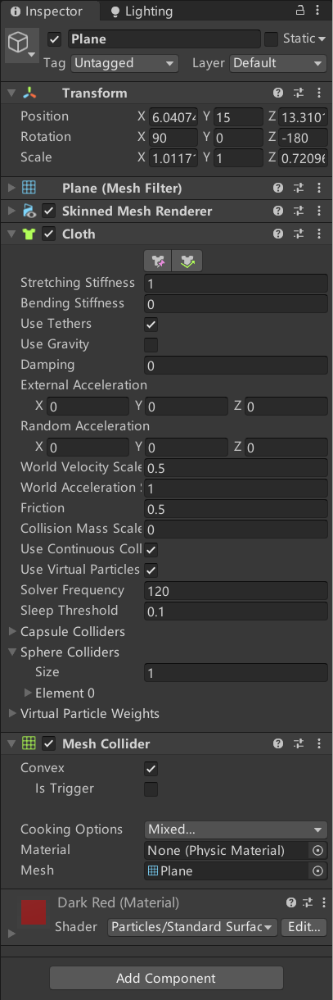 Inspector Lighting
Plane Static
Tag Untagged Layer Default
Transform
Position X 6.04074 Y 15 Z 13.3101
Rotation X 90 Y 0 Z -180
Scale X 1.01171 Y 1 Z 0.72096
Plane (Mesh Filter)
Skinned Mesh Renderer
Cloth
Stretching Stiffness 1
Bending Stiffness 0
Use Tethers
Use Gravity
Damping 0
External Acceleration
X 0 Y 0 Z 0
Random Acceleration
X 0 Y 0 Z 0
World Velocity Scale 0.5
World Acceleration 1
Friction 0.5
Collision Mass Scale 0
Use Continuous Coll
Use Virtual Particles
Solver Frequency 120
Sleep Threshold 0.1
Capsule Colliders
Sphere Colliders
Size 1
Element 0
Virtual Particle Weights
Mesh Collider
Convex
Is Trigger
Cooking Options Mixed...
Material None (Physic Material)
Mesh Plane
Dark Red (Material)
Shader Particles/Standard Surfac Edit...
Add Component